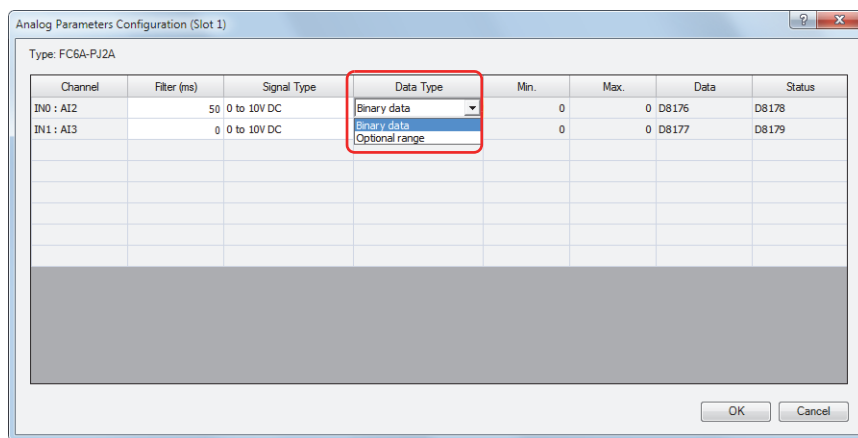 Analog Parameters Configuration (Slot 1)
? x
Type: FC6A-PJ2A
Channel Filter (ms) Signal Type Data Type Min. Max. Data Status
IN0 : AI2 50 0 to 10V DC Binary data 0 0 D8176 D8178
IN1 : AI3 0 0 to 10V DC Binary data 0 0 D8177 D8179
Optional range
OK Cancel